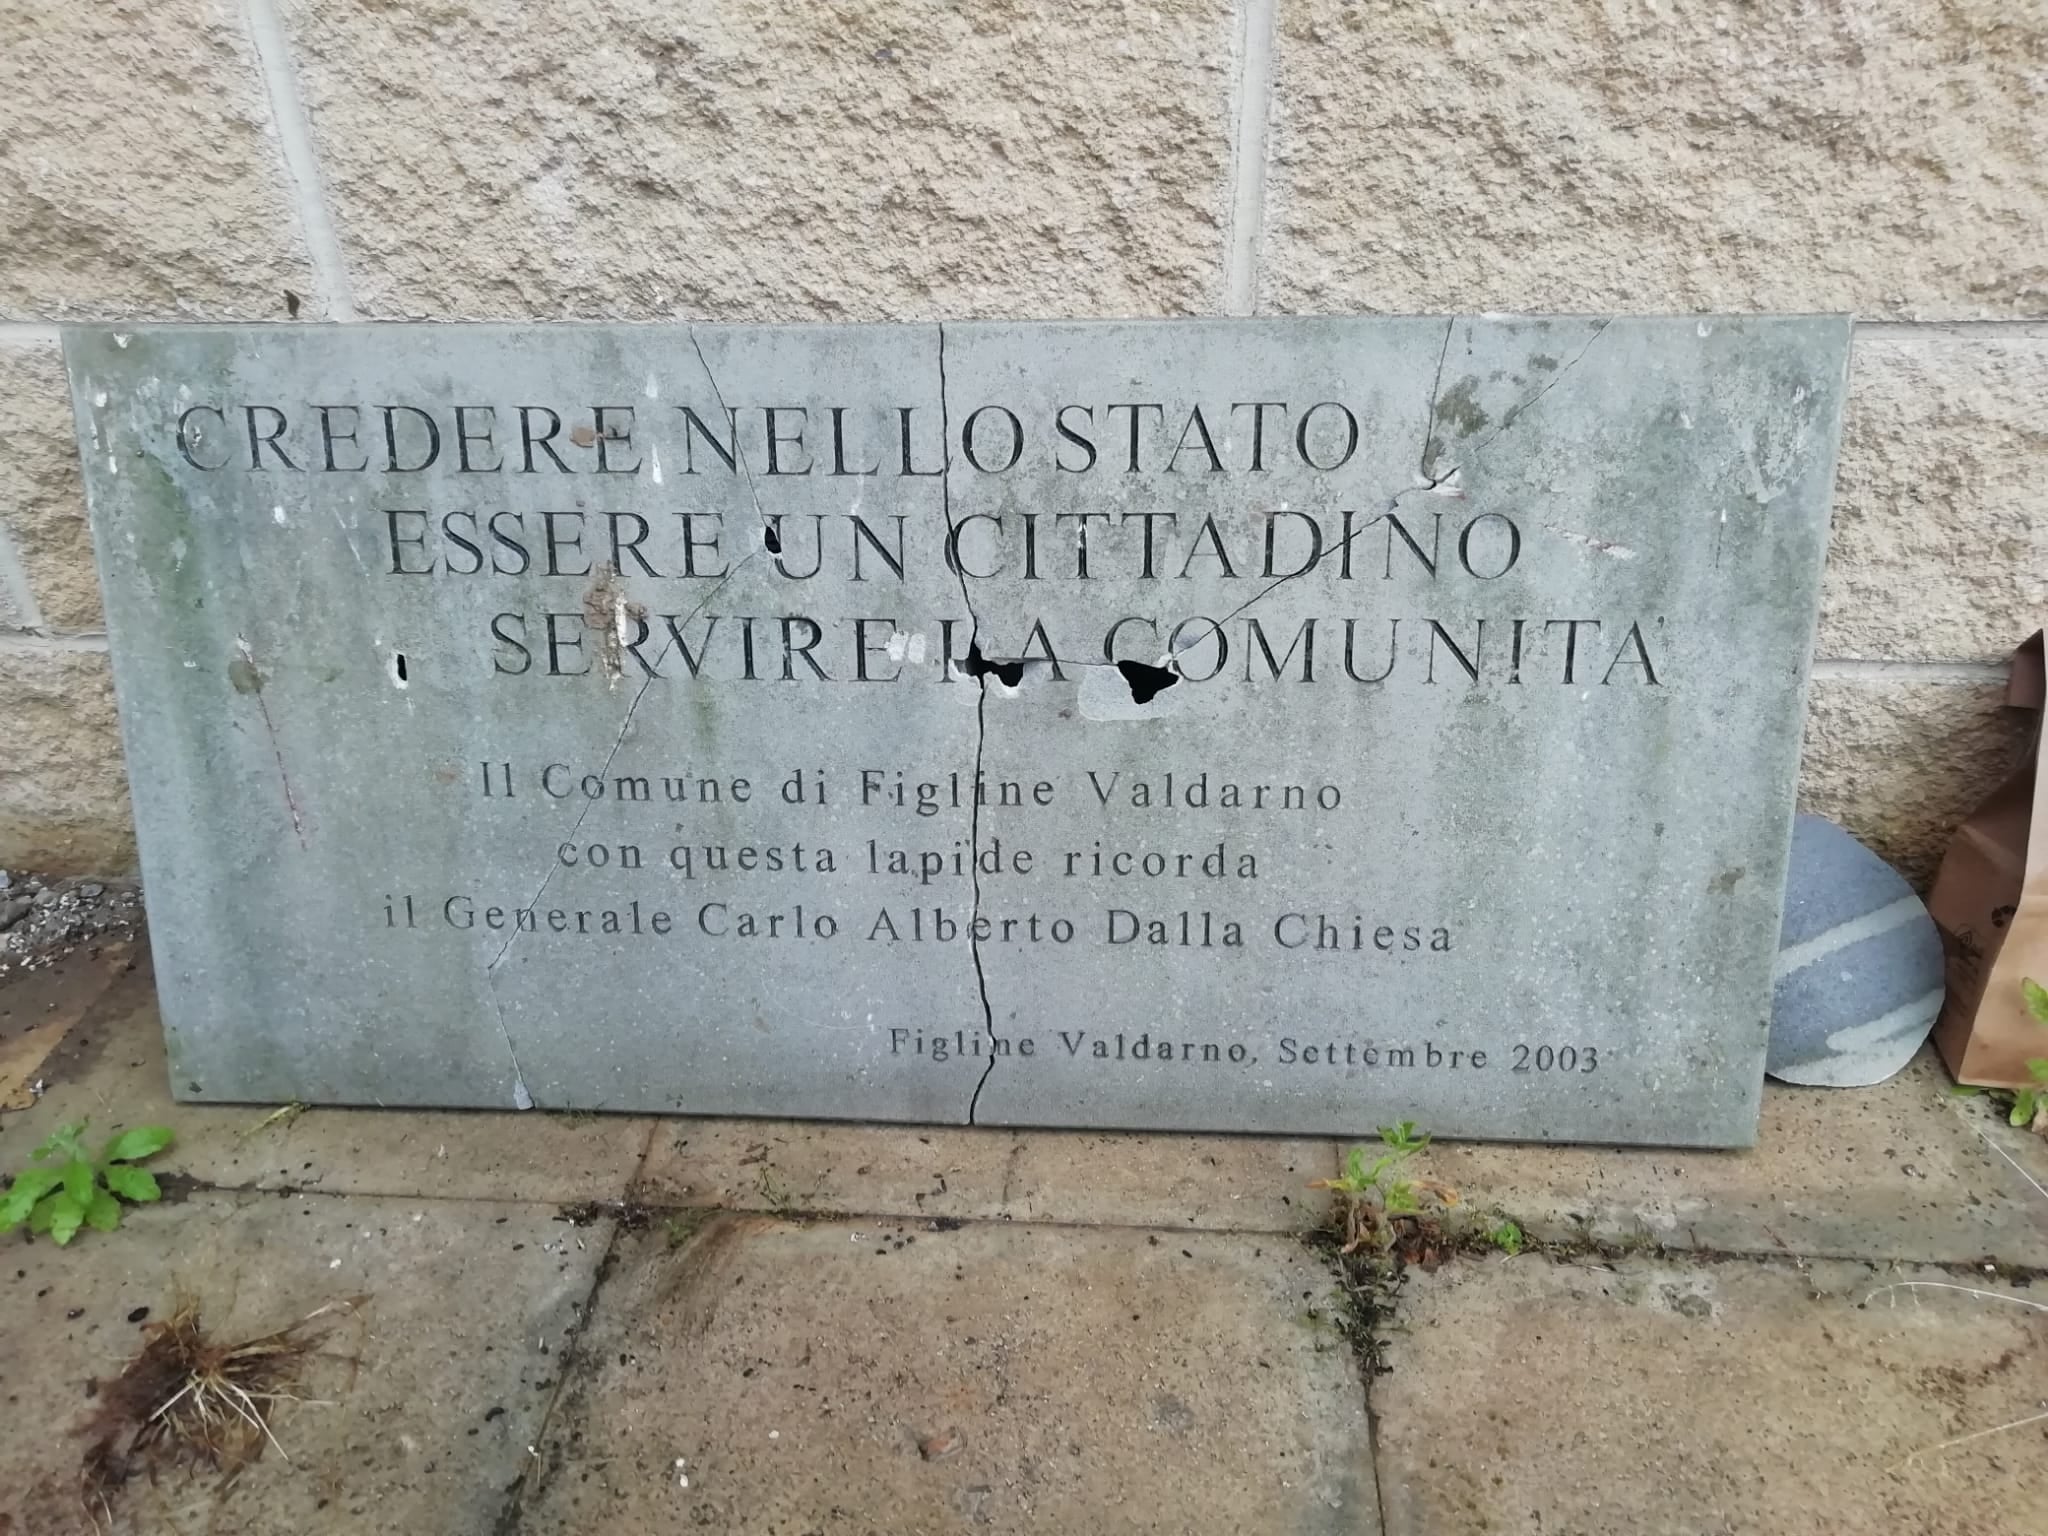 CREDERE NELLO STATO
ESSERE UN CITTADINO
SERVIRE LA COMUNITA'
Il Comune di Figline Valdarno
con questa lapide ricorda
il Generale Carlo Alberto Dalla Chiesa
Figline Valdarno, Settembre 2003